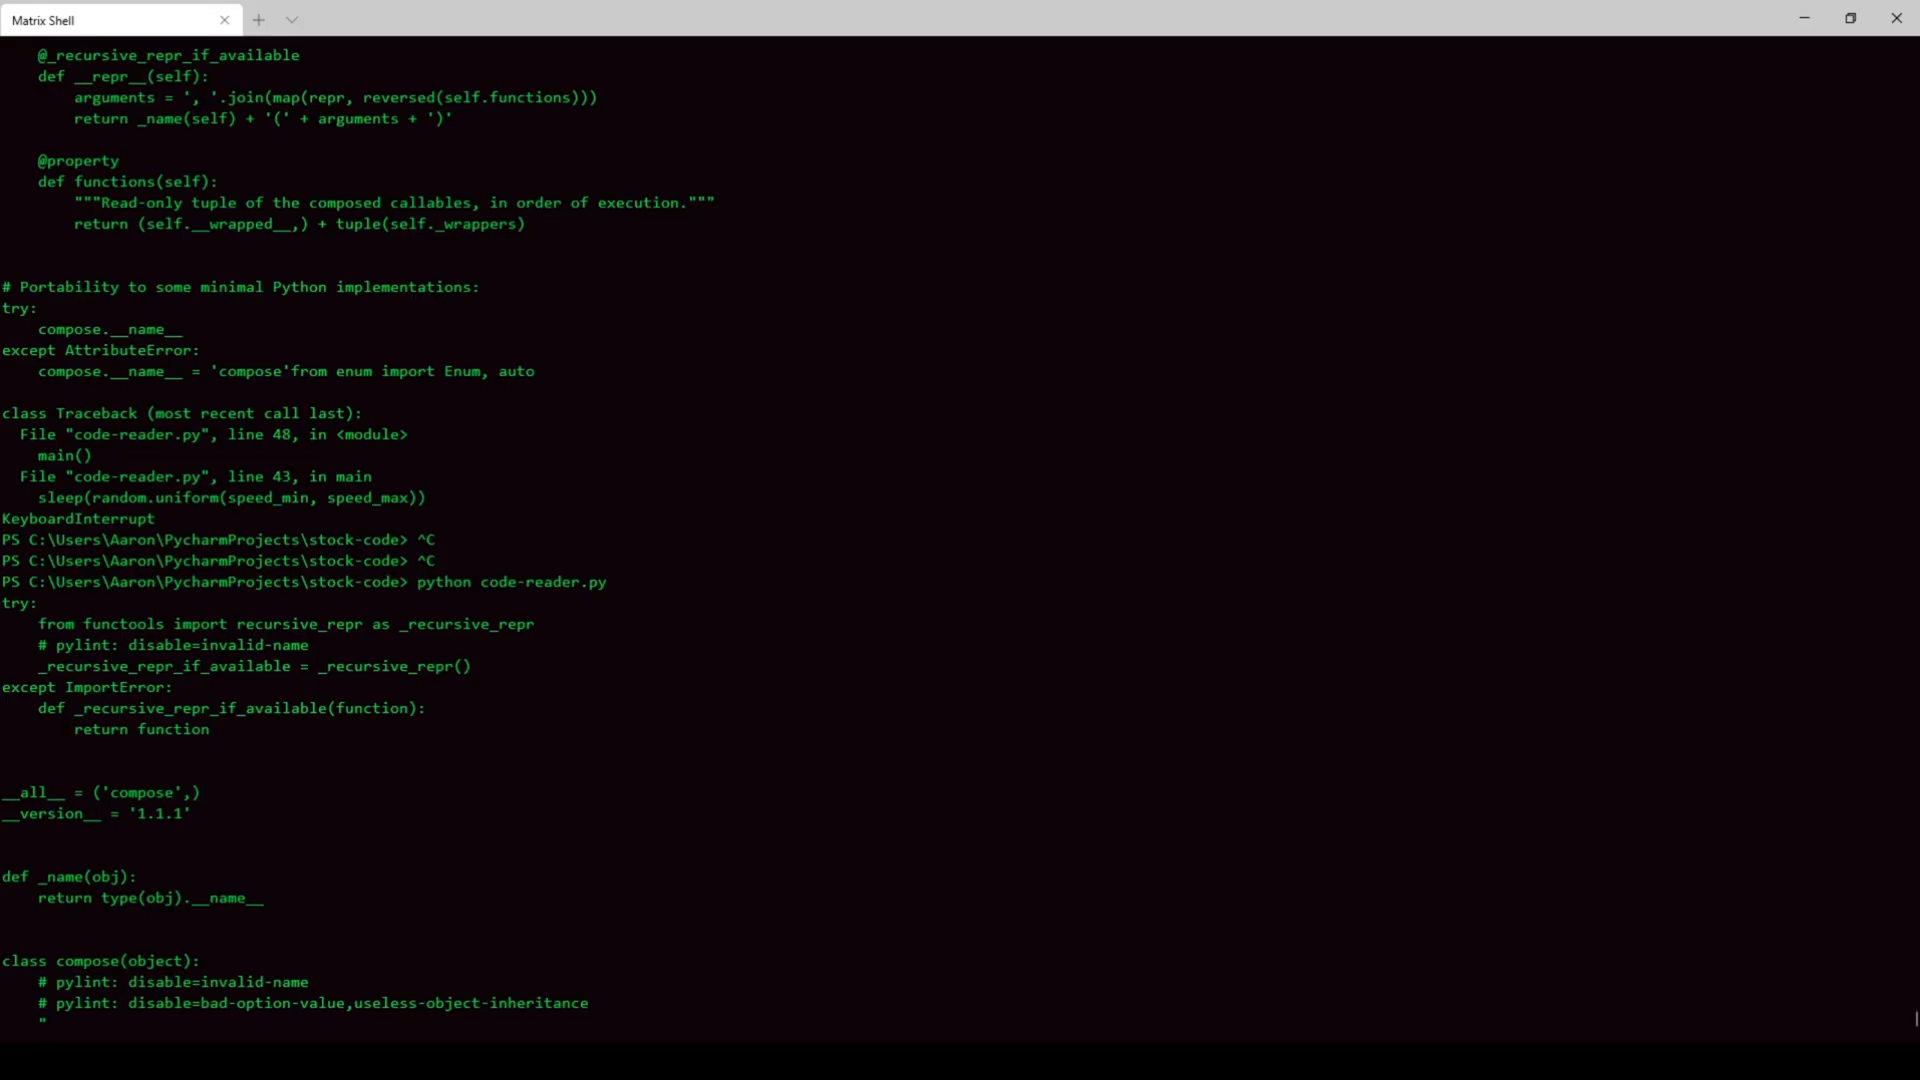 Matrix Shell
    @_recursive_repr_if_available
    def __repr__(self):
        arguments = ', '.join(map(repr, reversed(self.functions)))
        return _name(self) + '(' + arguments + ')'

    @property
    def functions(self):
        """Read-only tuple of the composed callables, in order of execution."""
        return (self.__wrapped__,) + tuple(self._wrappers)


# Portability to some minimal Python implementations:
try:
    compose.__name__
except AttributeError:
    compose.__name__ = 'compose'from enum import Enum, auto

class Traceback (most recent call last):
  File "code-reader.py", line 48, in <module>
    main()
  File "code-reader.py", line 43, in main
    sleep(random.uniform(speed_min, speed_max))
KeyboardInterrupt
PS C:\Users\Aaron\PycharmProjects\stock-code> ^C
PS C:\Users\Aaron\PycharmProjects\stock-code> ^C
PS C:\Users\Aaron\PycharmProjects\stock-code> python code-reader.py
try:
    from functools import recursive_repr as _recursive_repr
    # pylint: disable=invalid-name
    _recursive_repr_if_available = _recursive_repr()
except ImportError:
    def _recursive_repr_if_available(function):
        return function


__all__ = ('compose',)
__version__ = '1.1.1'


def _name(obj):
    return type(obj).__name__


class compose(object):
    # pylint: disable=invalid-name
    # pylint: disable=bad-option-value,useless-object-inheritance
    "